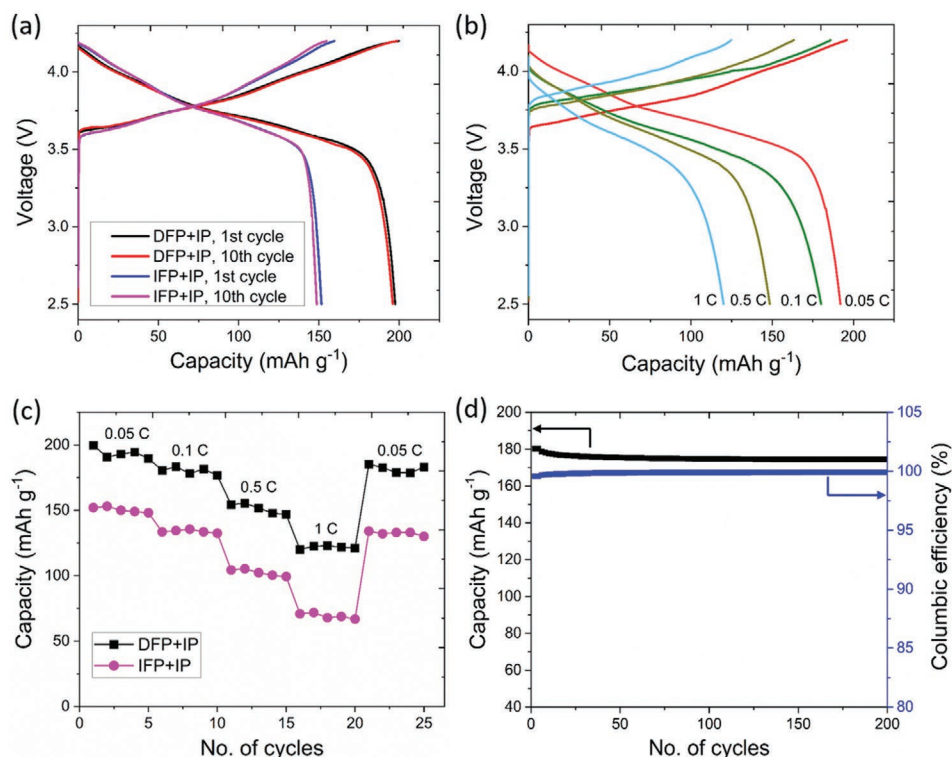 (a)
Voltage (V)
4.0
3.5
3.0
2.5
DFP+IP, 1st cycle
DFP+IP, 10th cycle
IFP+IP, 1st cycle
IFP+IP, 10th cycle
0 50 100 150 200
Capacity (mAh g⁻¹)
(b)
Voltage (V)
4.0
3.5
3.0
2.5
1 C 0.5 C 0.1 C 0.05 C
0 50 100 150 200
Capacity (mAh g⁻¹)
(c)
Capacity (mAh g⁻¹)
250
200
150
100
50
0
0.05 C
0.1 C
0.5 C
1 C
0.05 C
DFP+IP
IFP+IP
0 5 10 15 20 25
No. of cycles
(d)
Capacity (mAh g⁻¹)
200
180
160
140
120
100
80
60
40
0 50 100 150 200
No. of cycles
105
100
95
90
85
80
Columbic efficiency (%)